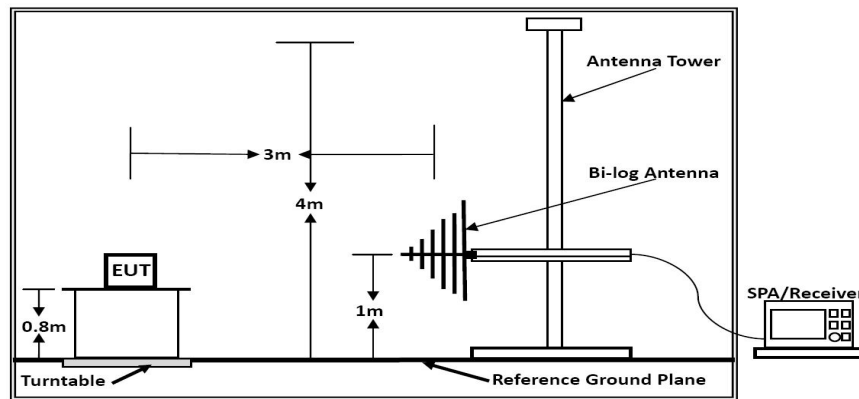 Antenna Tower
3m
Bi-log Antenna
4m
EUT
SPA/Receiver
1m
0.8m
Turntable
Reference Ground Plane